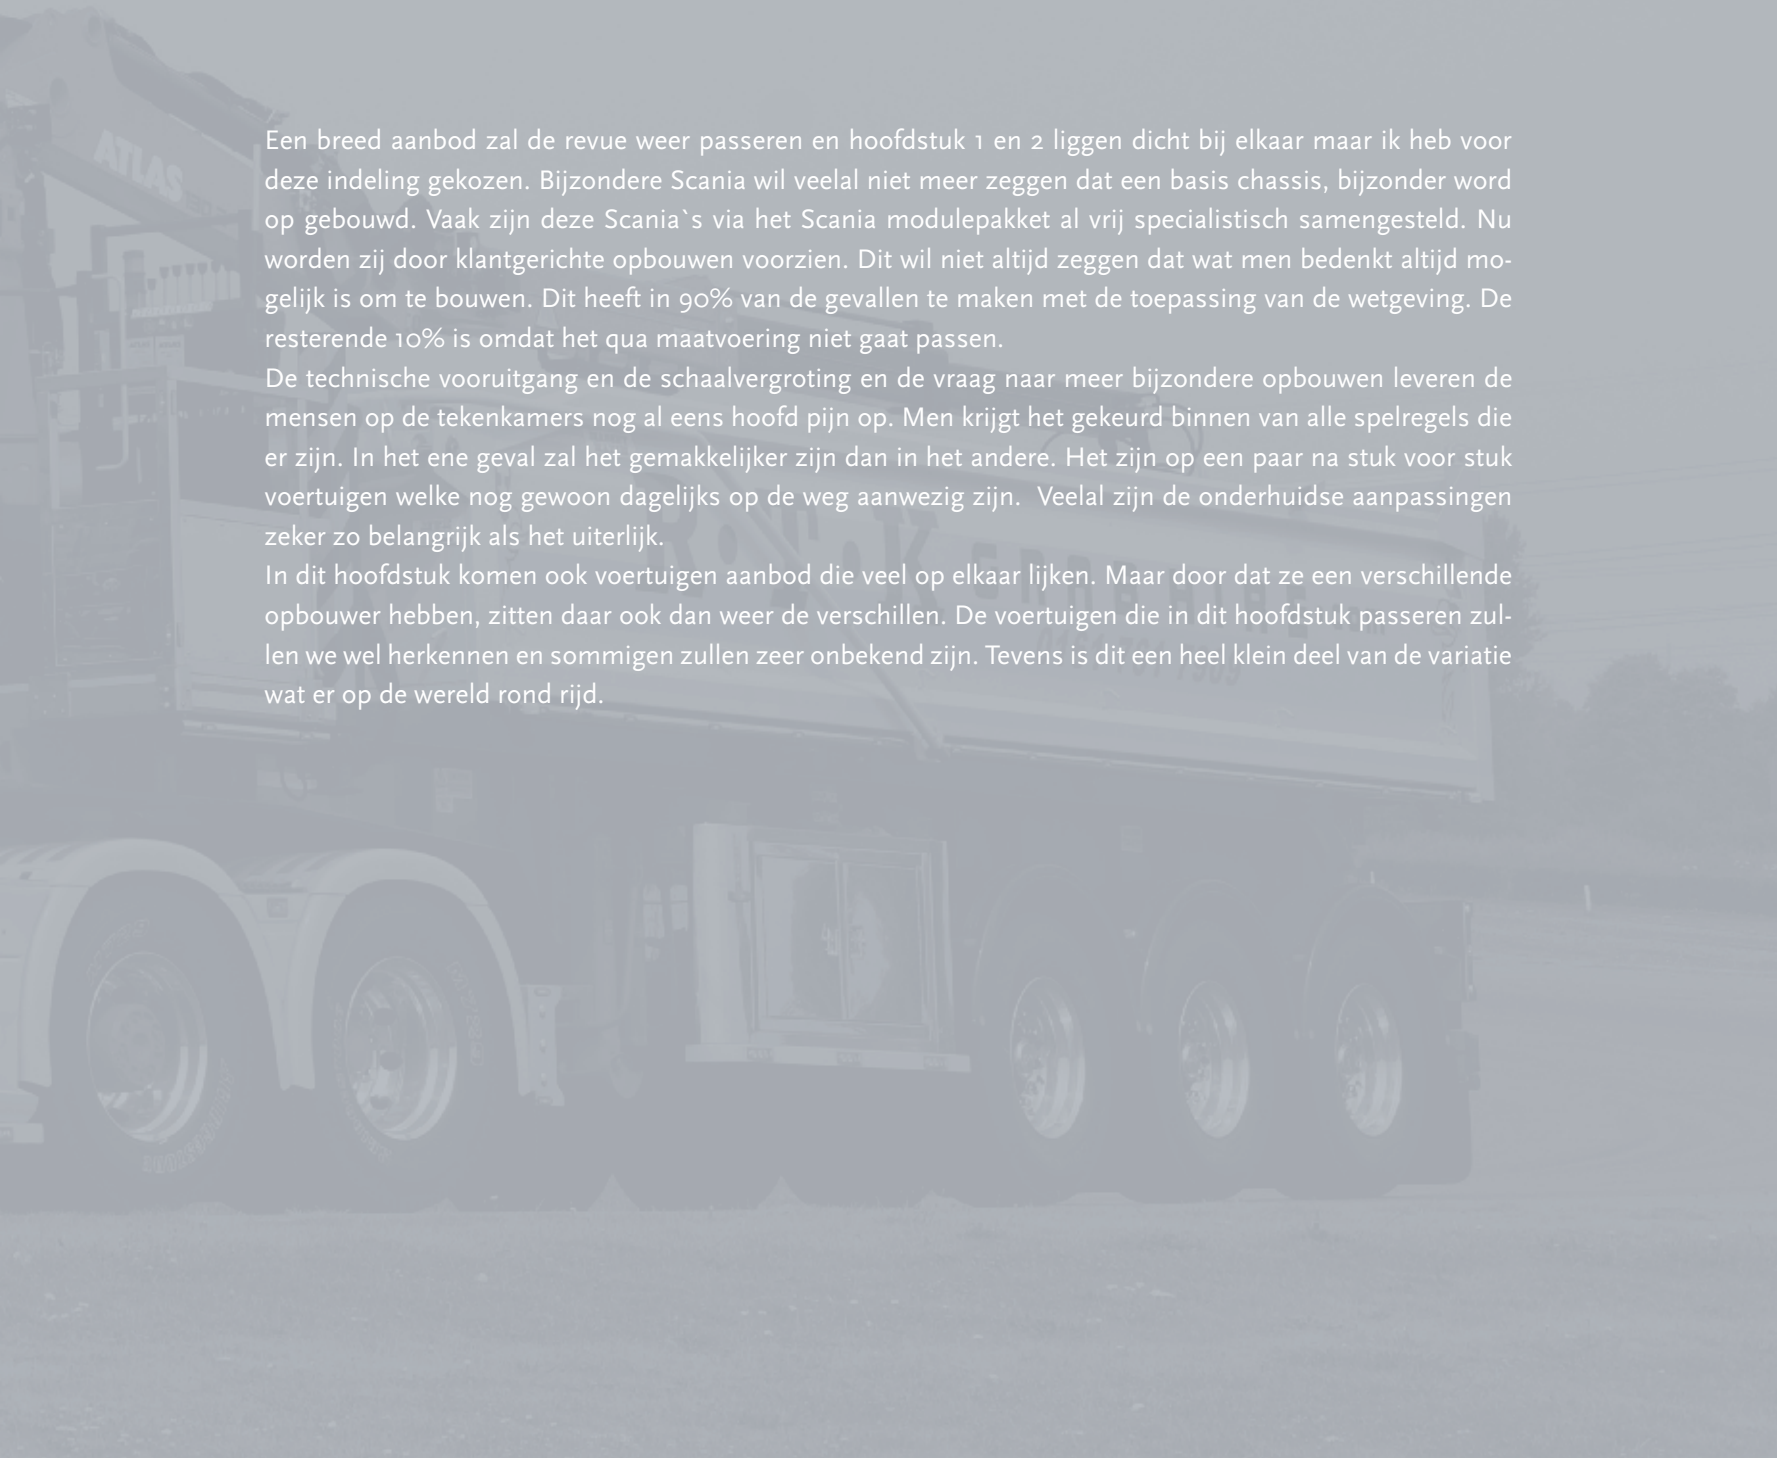 Een breed aanbod zal de revue weer passeren en hoofdstuk 1 en 2 liggen dicht bij elkaar maar ik heb voor
deze indeling gekozen. Bijzondere Scania wil veelal niet meer zeggen dat een basis chassis, bijzonder word
op gebouwd. Vaak zijn deze Scania`s via het Scania modulepakket al vrij specialistisch samengesteld. Nu
worden zij door klantgerichte opbouwen voorzien. Dit wil niet altijd zeggen dat wat men bedenkt altijd mo-
gelijk is om te bouwen. Dit heeft in 90% van de gevallen te maken met de toepassing van de wetgeving. De
resterende 10% is omdat het qua maatvoering niet gaat passen.
De technische vooruitgang en de schaalvergroting en de vraag naar meer bijzondere opbouwen leveren de
mensen op de tekenkamers nog al eens hoofd pijn op. Men krijgt het gekeurd binnen van alle spelregels die
er zijn. In het ene geval zal het gemakkelijker zijn dan in het andere. Het zijn op een paar na stuk voor stuk
voertuigen welke nog gewoon dagelijks op de weg aanwezig zijn.  Veelal zijn de onderhuidse aanpassingen
zeker zo belangrijk als het uiterlijk.
In dit hoofdstuk komen ook voertuigen aanbod die veel op elkaar lijken. Maar door dat ze een verschillende
opbouwer hebben, zitten daar ook dan weer de verschillen. De voertuigen die in dit hoofdstuk passeren zul-
len we wel herkennen en sommigen zullen zeer onbekend zijn. Tevens is dit een heel klein deel van de variatie
wat er op de wereld rond rijd.
ATLAS